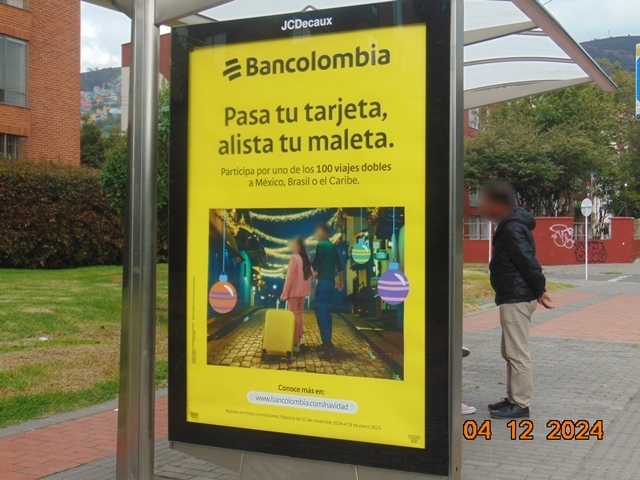 JCDecaux
Bancolombia
Pasa tu tarjeta,
alista tu maleta.
Participa por uno de los 100 viajes dobles
a México, Brasil o el Caribe.
Conoce más en:
www.bancolombia.com/navidad
04 12 2024